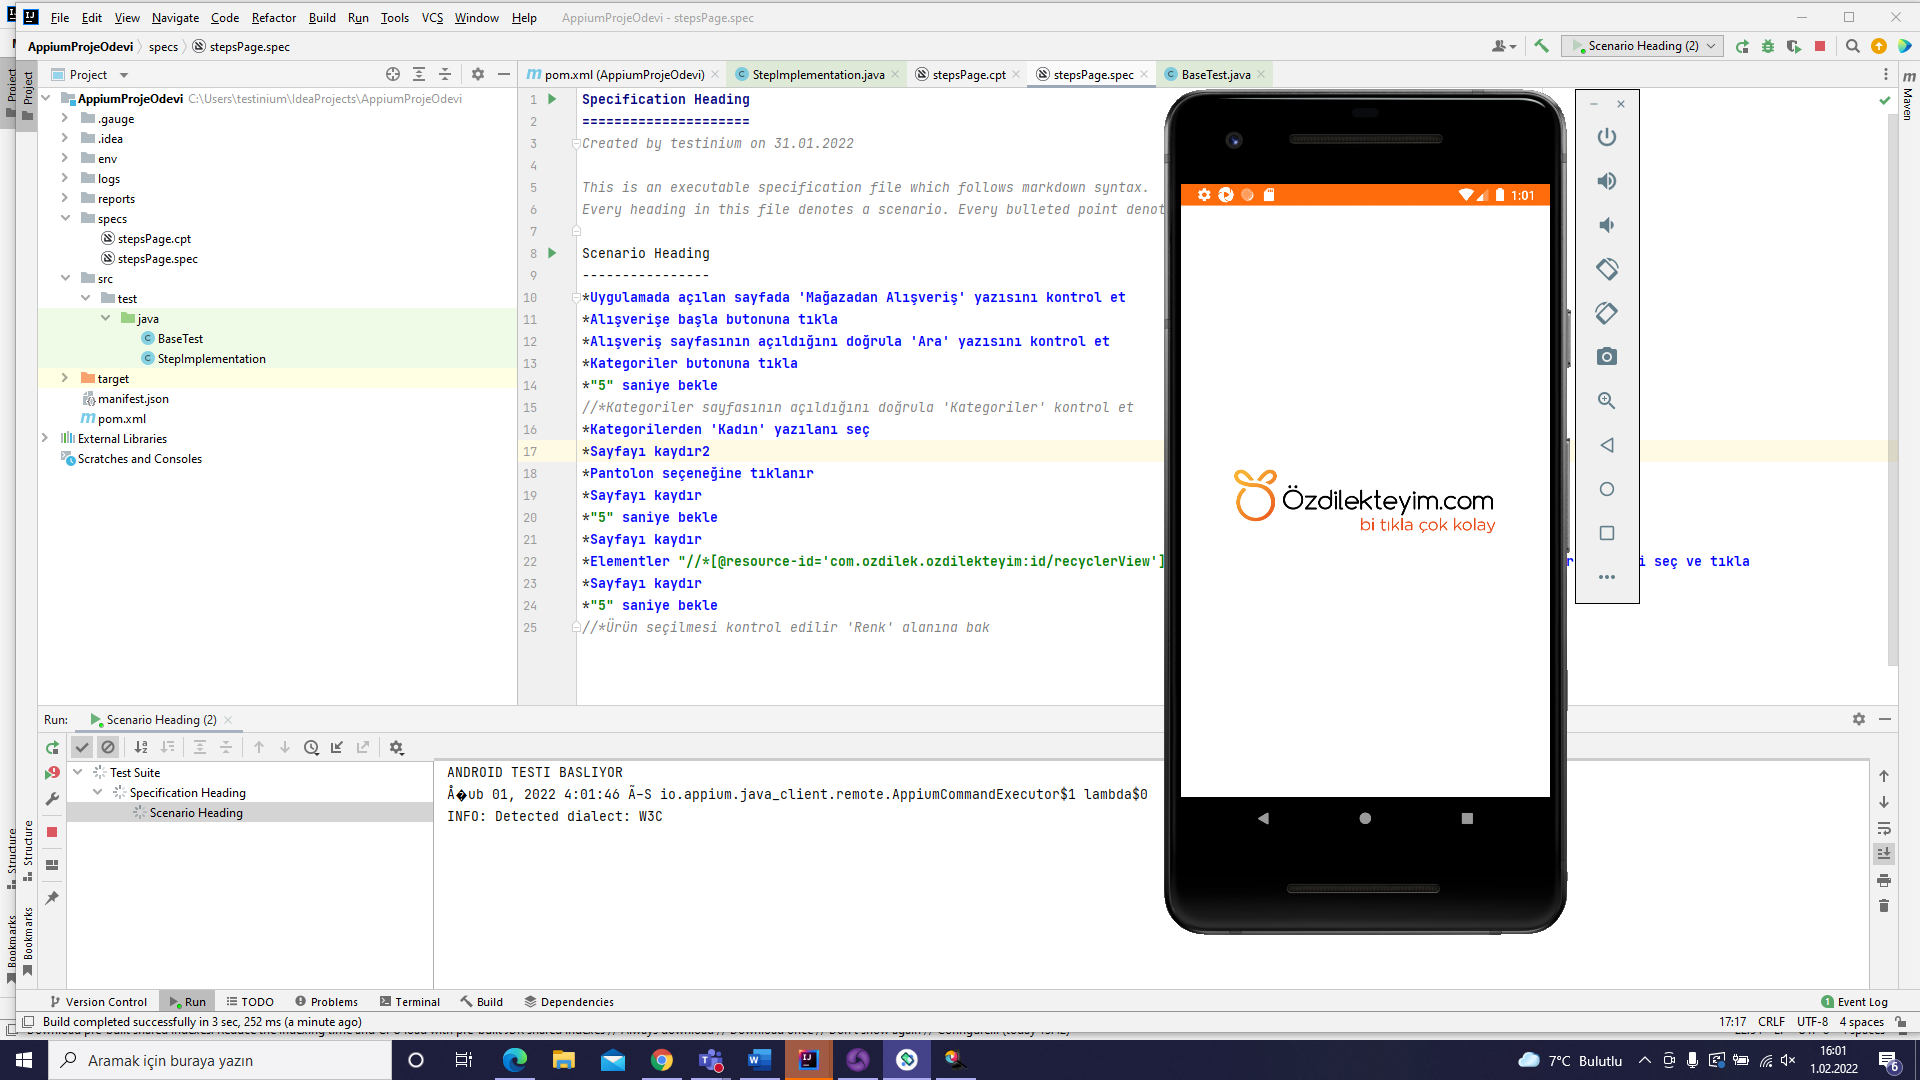 File Edit View Navigate Code Refactor Build Run Tools VCS Window Help AppiumProjeOdevi - stepsPage.spec
AppiumProjeOdevi specs stepsPage.spec
Scenario Heading (2)
Project
pom.xml (AppiumProjeOdevi) StepImplementation.java stepsPage.cpt stepsPage.spec BaseTest.java
Maven
Project
Project
AppiumProjeOdevi C:\Users\testinium\IdeaProjects\AppiumProjeOdevi
.gauge
.idea
env
logs
reports
specs
stepsPage.cpt
stepsPage.spec
src
test
java
BaseTest
StepImplementation
target
manifest.json
pom.xml
External Libraries
Scratches and Consoles
1 Specification Heading
2 =====================
3 Created by testinium on 31.01.2022
4
5 This is an executable specification file which follows markdown syntax.
6 Every heading in this file denotes a scenario. Every bulleted point denot
7
8 Scenario Heading
9 ----------------
10 *Uygulamada açılan sayfada 'Mağazadan Alışveriş' yazısını kontrol et
11 *Alışverişe başla butonuna tıkla
12 *Alışveriş sayfasının açıldığını doğrula 'Ara' yazısını kontrol et
13 *Kategoriler butonuna tıkla
14 *"5" saniye bekle
15 //*Kategoriler sayfasının açıldığını doğrula 'Kategoriler' kontrol et
16 *Kategorilerden 'Kadın' yazılanı seç
17 *Sayfayı kaydır2
18 *Pantolon seçeneğine tıklanır
19 *Sayfayı kaydır
20 *"5" saniye bekle
21 *Sayfayı kaydır
22 *Elementler "//*[@resource-id='com.ozdilek.ozdilekteyim:id/recyclerView'] r i seç ve tıkla
23 *Sayfayı kaydır
24 *"5" saniye bekle
25 //*Ürün seçilmesi kontrol edilir 'Renk' alanına bak
1:01
Özdilekteyim.com
bi tıkla çok kolay
Run: Scenario Heading (2)
Test Suite
Specification Heading
Scenario Heading
ANDROID TESTI BASLIYOR
Å�ub 01, 2022 4:01:46 Ã–S io.appium.java_client.remote.AppiumCommandExecutor$1 lambda$0
INFO: Detected dialect: W3C
Structure
Structure
Bookmarks
Bookmarks
Version Control Run TODO Problems Terminal Build Dependencies 1 Event Log
Build completed successfully in 3 sec, 252 ms (a minute ago) 17:17 CRLF UTF-8 4 spaces
Aramak için buraya yazın
7°C Bulutlu
16:01
1.02.2022
6